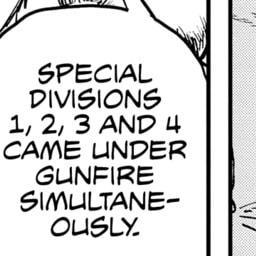 SPECIAL
DIVISIONS
1, 2, 3 AND 4
CAME UNDER
GUNFIRE
SIMULTANE-
OUSLY.